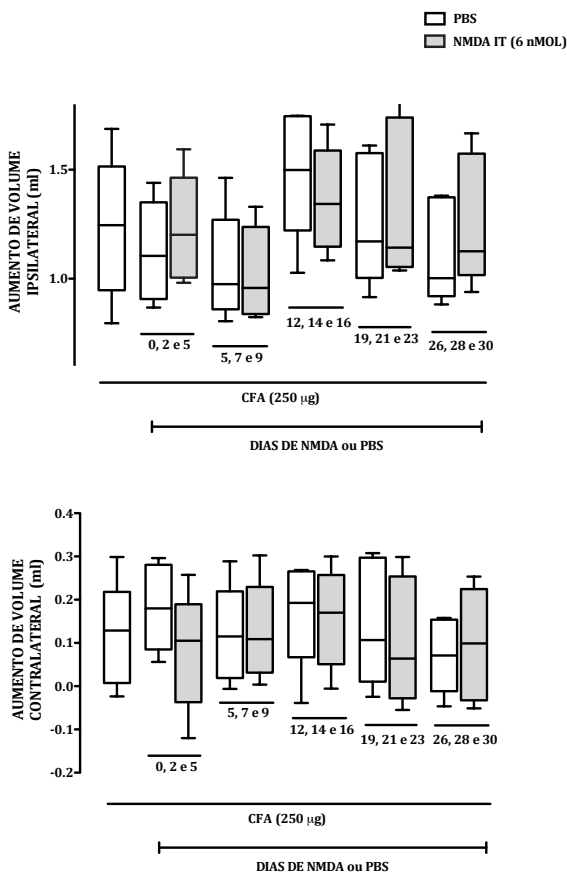 PBS
NMDA IT (6 nMOL)
AUMENTO DE VOLUME
IPSILATERAL (ml)
1.5
1.0
0, 2 e 5
5, 7 e 9
12, 14 e 16
19, 21 e 23
26, 28 e 30
CFA (250 µg)
DIAS DE NMDA ou PBS
AUMENTO DE VOLUME
CONTRALATERAL (ml)
0.4
0.3
0.2
0.1
0.0
-0.1
-0.2
0, 2 e 5
5, 7 e 9
12, 14 e 16
19, 21 e 23
26, 28 e 30
CFA (250 µg)
DIAS DE NMDA ou PBS